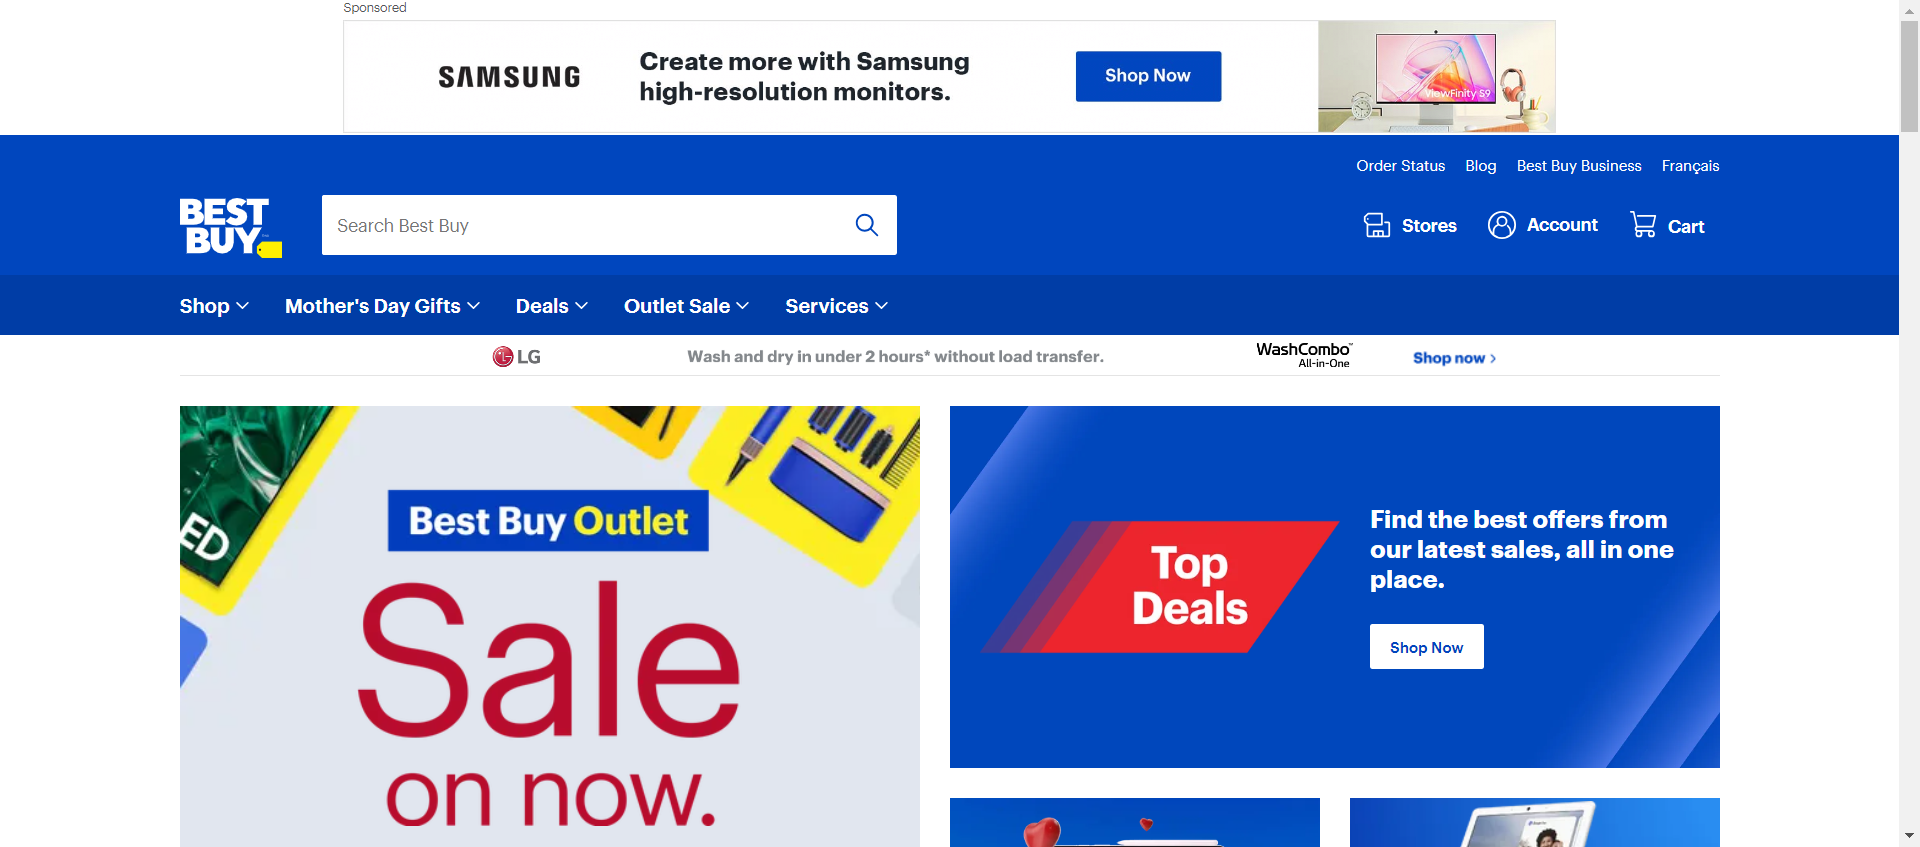 Sponsored
SAMSUNG
Create more with Samsung
high-resolution monitors.
Shop Now
ViewFinity S9
Order Status
Blog
Best Buy Business
Français
BEST
BUY
Search Best Buy
Stores
Account
Cart
Shop
Mother's Day Gifts
Deals
Outlet Sale
Services
LG
Wash and dry in under 2 hours* without load transfer.
WashCombo™
All-in-One
Shop now >
ED
Best Buy Outlet
Sale
on now.
Top
Deals
Find the best offers from
our latest sales, all in one
place.
Shop Now